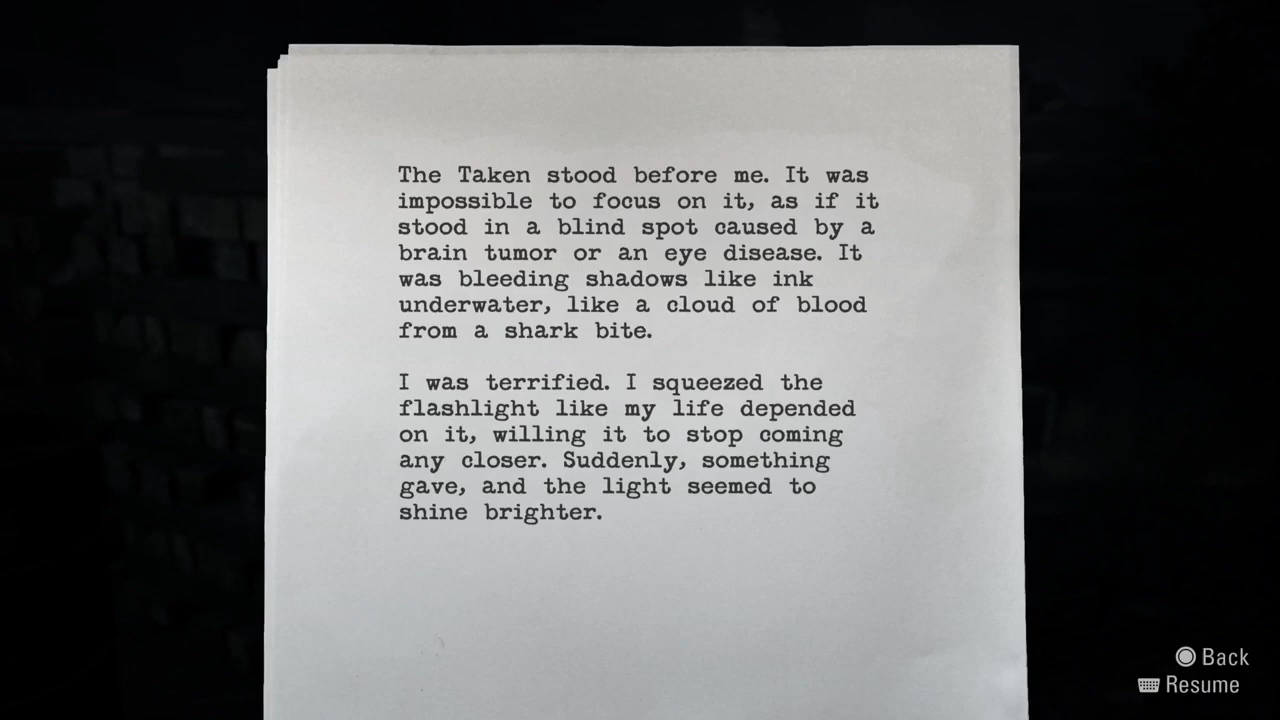 The Taken stood before me. It was
impossible to focus on it, as if it
stood in a blind spot caused by a
brain tumor or an eye disease. It
was bleeding shadows like ink
underwater, like a cloud of blood
from a shark bite.
I was terrified. I squeezed the
flashlight like my life depended
on it, willing it to stop coming
any closer. Suddenly, something
gave, and the light seemed to
shine brighter.
Back
Resume